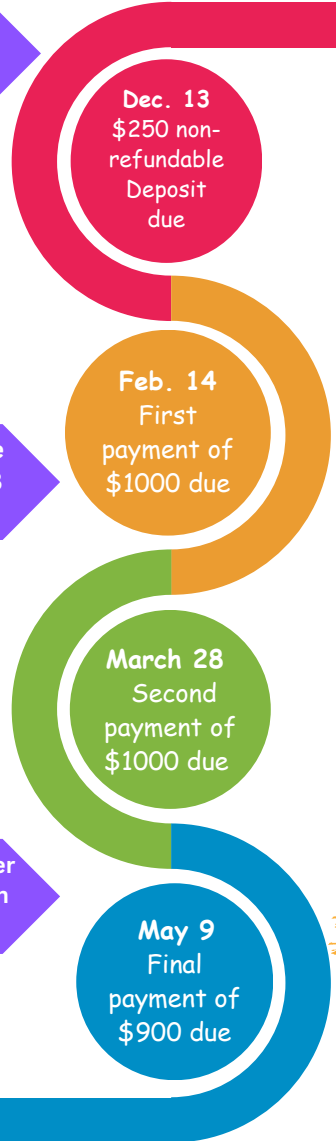 Dec. 13
$250 non-
refundable
Deposit
due
Feb. 14
First
payment of
$1000 due
March 28
Second
payment of
$1000 due
May 9
Final
payment of
$900 due